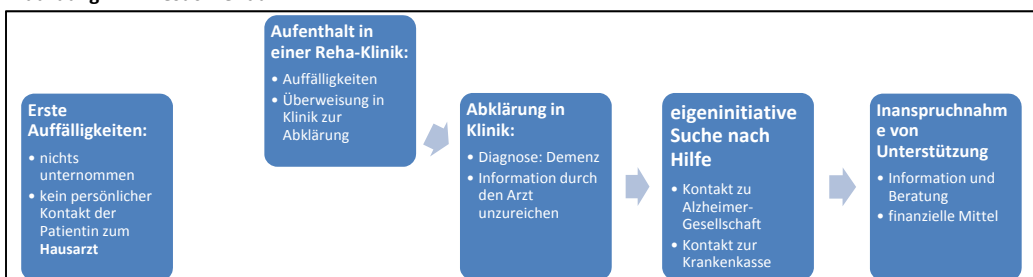 Erste
Auffälligkeiten:
• nichts
unternommen
• kein persönlicher
Kontakt der
Patientin zum
Hausarzt
Aufenthalt in
einer Reha-Klinik:
• Auffälligkeiten
• Überweisung in
Klinik zur
Abklärung
Abklärung in
Klinik:
• Diagnose: Demenz
• Information durch
den Arzt
unzureichen
eigeninitiative
Suche nach
Hilfe
• Kontakt zu
Alzheimer-
Gesellschaft
• Kontakt zur
Krankenkasse
Inanspruchnahm
e von
Unterstützung
• Information und
Beratung
• finanzielle Mittel